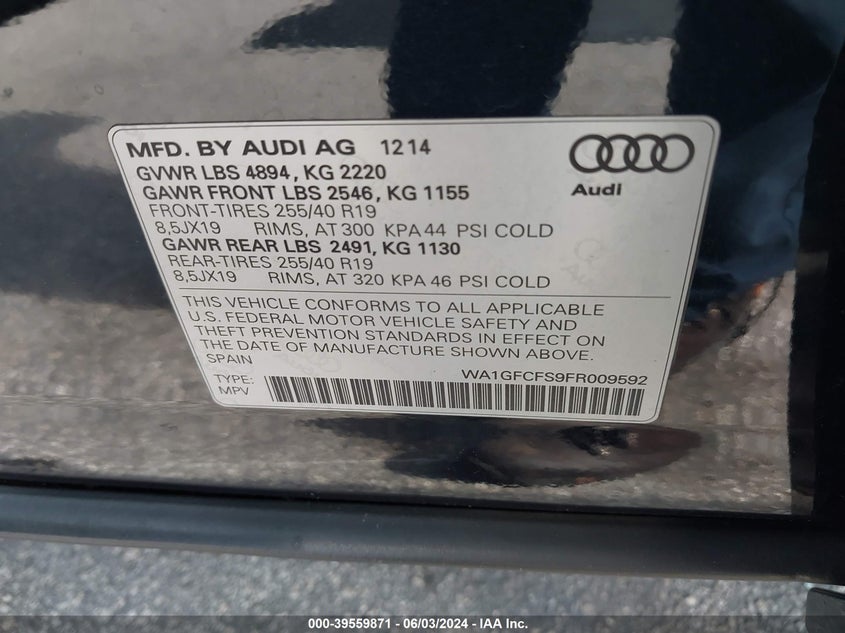 MFD. BY AUDI AG 1214
GVWR LBS 4894, KG 2220
GAWR FRONT LBS 2546, KG 1155
FRONT-TIRES 255/40 R19
8,5JX19 RIMS, AT 300 KPA 44 PSI COLD
GAWR REAR LBS 2491, KG 1130
REAR-TIRES 255/40 R19
8,5JX19 RIMS, AT 320 KPA 46 PSI COLD
Audi
THIS VEHICLE CONFORMS TO ALL APPLICABLE
U.S. FEDERAL MOTOR VEHICLE SAFETY AND
THEFT PREVENTION STANDARDS IN EFFECT ON
THE DATE OF MANUFACTURE SHOWN ABOVE.
SPAIN WA1GFCFS9FR009592
TYPE:
MPV
000-39559871 - 06/03/2024 - IAA Inc.